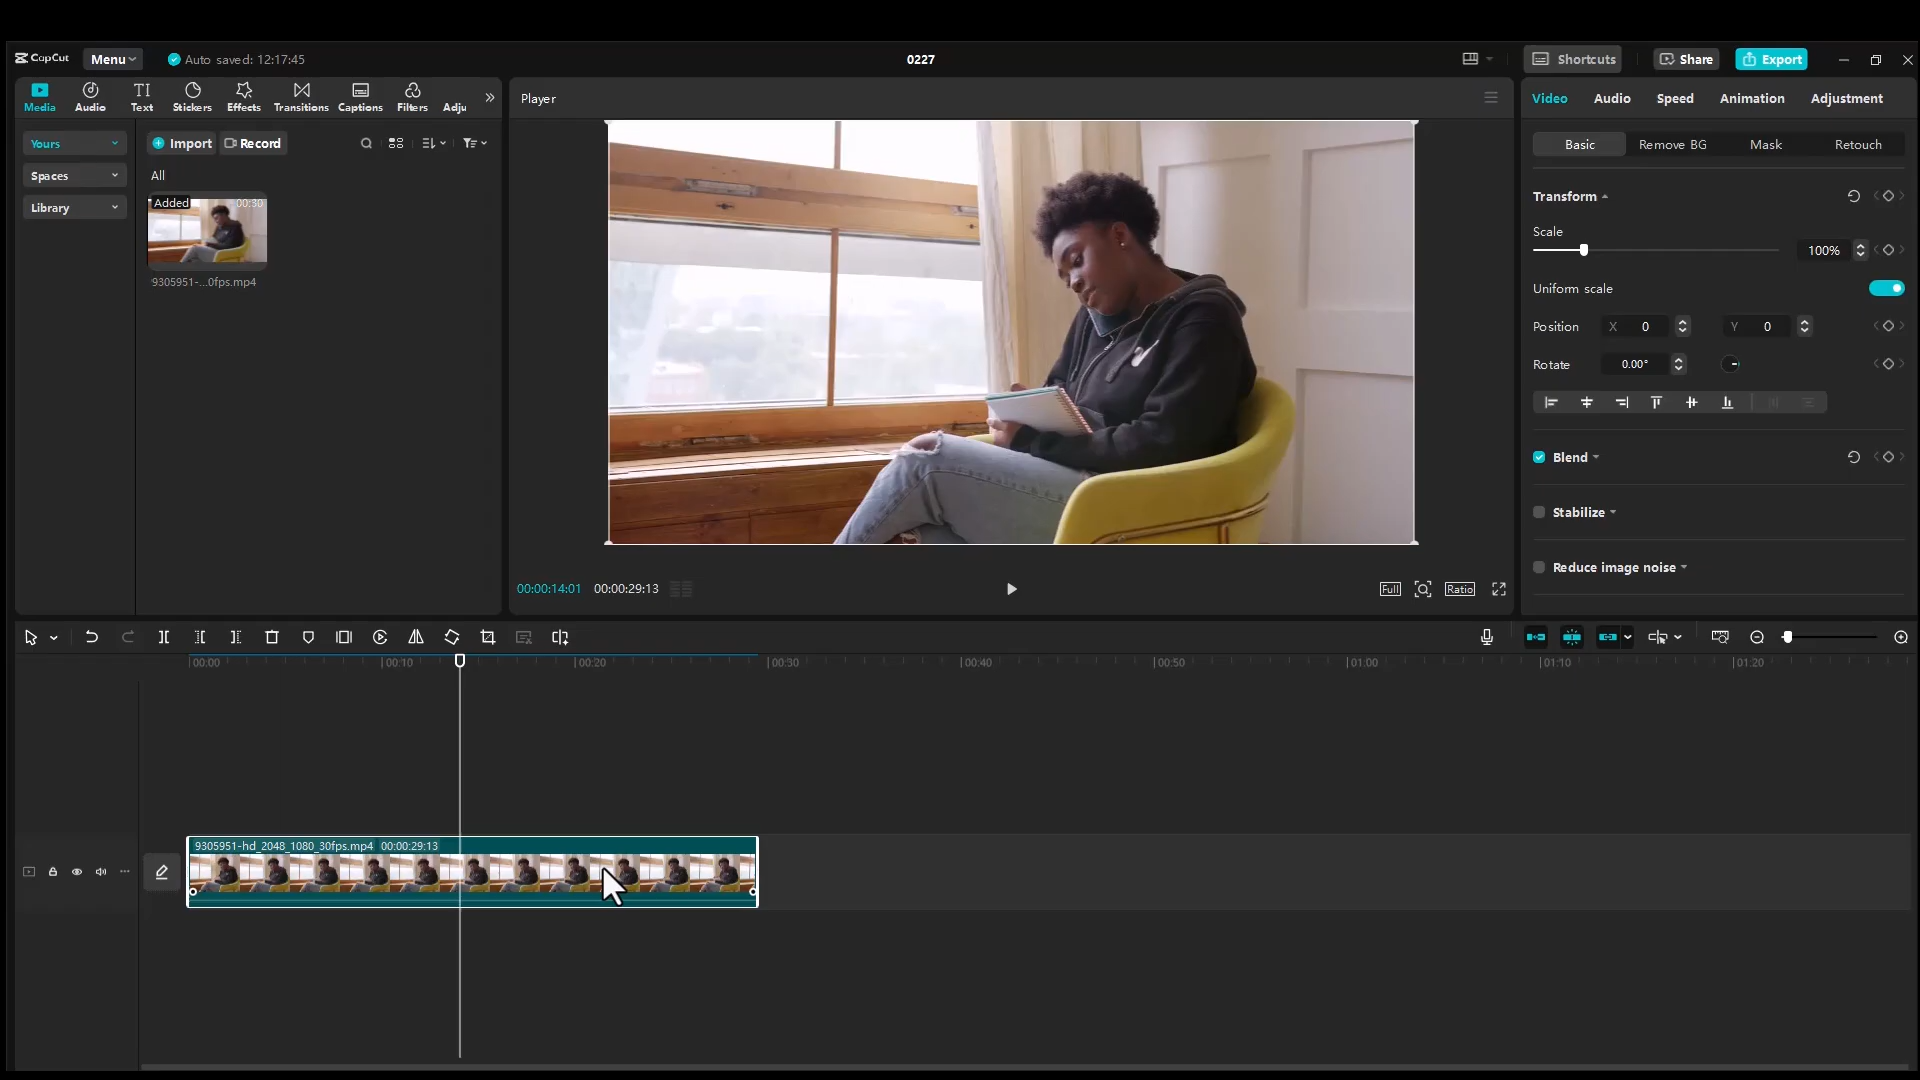 CapCut Menu Auto saved: 12:17:45 0227 Shortcuts Share Export
Media Audio Text Stickers Effects Transitions Captions Filters Adju
Player
Video Audio Speed Animation Adjustment
Yours
Spaces
Library
Import Record
All
Added 00:30
9305951-...0fps.mp4
Basic Remove BG Mask Retouch
Transform
Scale
100%
Uniform scale
Position X 0 Y 0
Rotate 0.00°
Blend
Stabilize
Reduce image noise
00:00:14:01 00:00:29:13 Full Ratio
00:00 00:10 00:20 00:30 00:40 00:50 01:00 01:10 01:20
9305951-hd_2048_1080_30fps.mp4 00:00:29:13